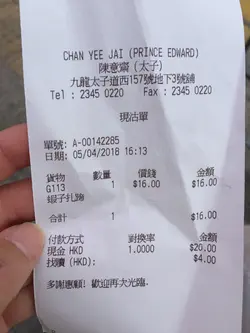 CHAN YEE JAI (PRINCE EDWARD)
陳意齋（太子）
九龍太子道西157號地下3號舖
Tel : 2345 0220 Fax : 2345 0220
現沽單
單號: A-00142285
日期: 05/04/2018 16:13
貨物 數量 價錢 金額
G113 1 $16.00 $16.00
蝦子扎蹄
合計 1 $16.00
付款方式 對換率 金額
現金 HKD 1.0000 $20.00
找贖 (HKD): $4.00
多謝惠顧! 歡迎再次光臨.